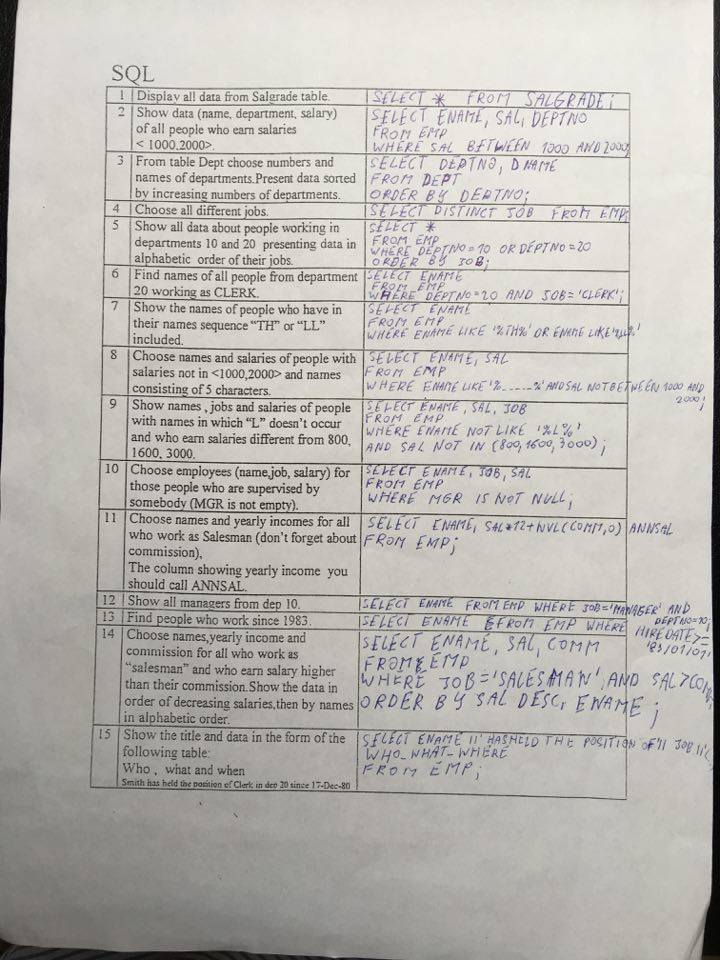 SQL
1 Display all data from Salgrade table. SELECT * FROM SALGRADE;
2 Show data (name, department, salary) of all people who earn salaries < 1000,2000>.
SELECT ENAME, SAL, DEPTNO
FROM EMP
WHERE SAL BETWEEN 1000 AND 2000;
3 From table Dept choose numbers and
names of departments.Present data sorted
by increasing numbers of departments.
SELECT DEPTNO, DNAME
FROM DEPT
ORDER BY DEPTNO;
4 Choose all different jobs. SELECT DISTINCT JOB FROM EMP;
5 Show all data about people working in
departments 10 and 20 presenting data in
alphabetic order of their jobs.
SELECT *
FROM EMP
WHERE DEPTNO=10 OR DEPTNO=20
ORDER BY JOB;
6 Find names of all people from department
20 working as CLERK.
SELECT ENAME
FROM EMP
WHERE DEPTNO=20 AND JOB='CLERK';
7 Show the names of people who have in
their names sequence "TH" or "LL"
included.
SELECT ENAME
FROM EMP
WHERE ENAME LIKE '%TH%' OR ENAME LIKE '%LL%'
8 Choose names and salaries of people with
salaries not in <1000,2000> and names
consisting of 5 characters.
SELECT ENAME, SAL
FROM EMP
WHERE ENAME LIKE '%_____%' AND SAL NOT BETWEEN 1000 AND
2000;
9 Show names , jobs and salaries of people
with names in which "L" doesn't occur
and who earn salaries different from 800,
1600, 3000.
SELECT ENAME, SAL, JOB
FROM EMP
WHERE ENAME NOT LIKE '%L%'
AND SAL NOT IN (800,1600,3000);
10 Choose employees (name,job, salary) for
those people who are supervised by
somebody (MGR is not empty).
SELECT ENAME, JOB, SAL
FROM EMP
WHERE MGR IS NOT NULL;
11 Choose names and yearly incomes for all
who work as Salesman (don't forget about
commission),
The column showing yearly income you
should call ANNSAL.
SELECT ENAME, SAL*12+NVL(COMM,0) ANNSAL
FROM EMP;
12 Show all managers from dep 10.
SELECT ENAME FROM EMP WHERE JOB='MANAGER' AND
DEPTNO=10;
13 Find people who work since 1983.
SELECT ENAME FROM EMP WHERE
HIREDATE>=
'83/01/01';
14 Choose names,yearly income and
commission for all who work as
"salesman" and who earn salary higher
than their commission.Show the data in
order of decreasing salaries,then by names
in alphabetic order.
SELECT ENAME, SAL, COMM
FROM EMP
WHERE JOB='SALESMAN' AND SAL>COMM
ORDER BY SAL DESC, ENAME;
15 Show the title and data in the form of the
following table:
Who , what and when
Smith has held the position of Clerk in dep 20 since 17-Dec-80
SELECT ENAME ||' HAS HELD THE POSITION OF'|| JOB ||'
WHO_WHAT_WHERE
FROM EMP;